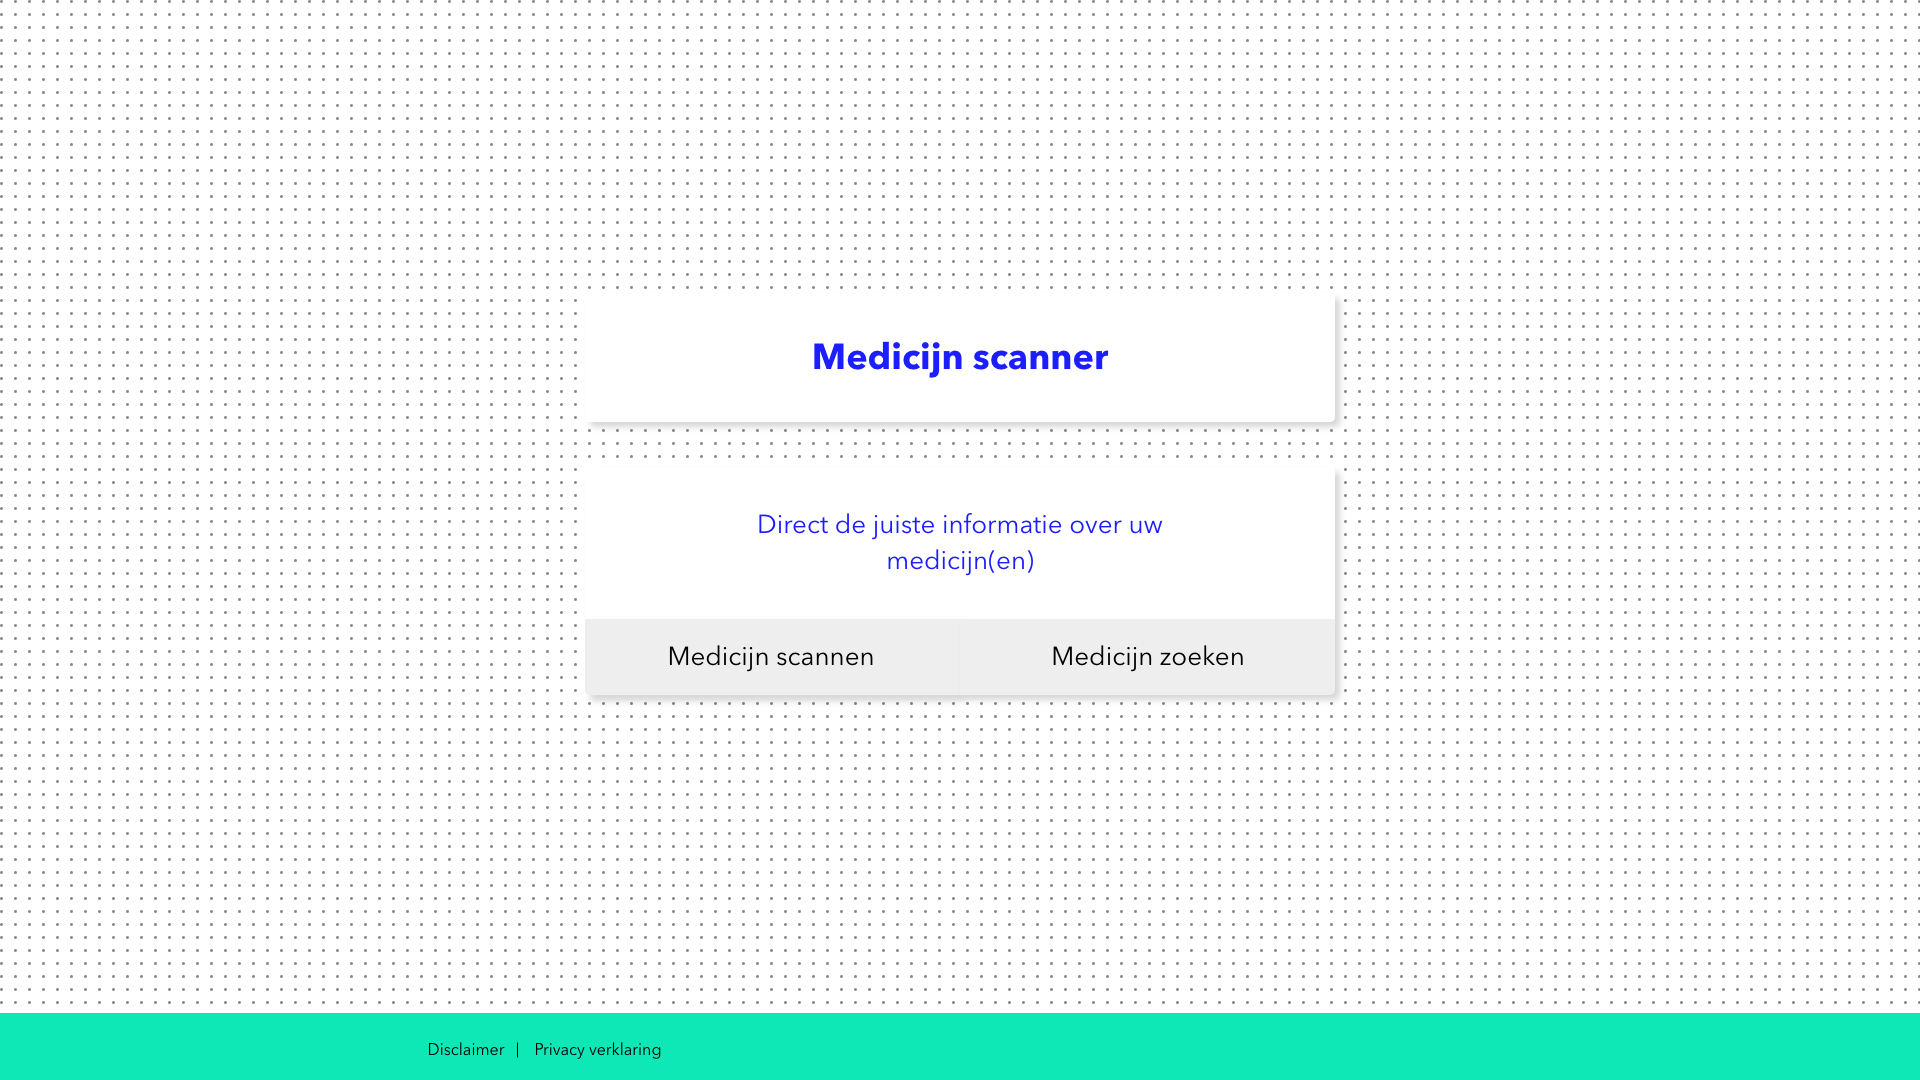 Medicijn scanner
Direct de juiste informatie over uw
medicijn(en)
Medicijn scannen
Medicijn zoeken
Disclaimer | Privacy verklaring